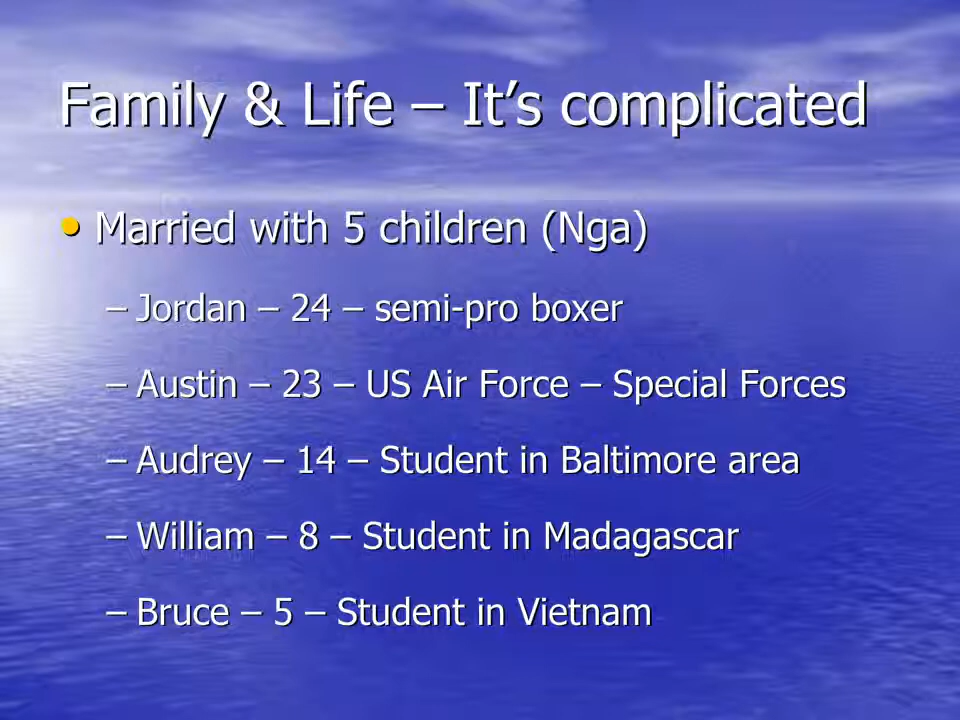 Family & Life – It’s complicated
• Married with 5 children (Nga)
– Jordan – 24 – semi-pro boxer
– Austin – 23 – US Air Force – Special Forces
– Audrey – 14 – Student in Baltimore area
– William – 8 – Student in Madagascar
– Bruce – 5 – Student in Vietnam